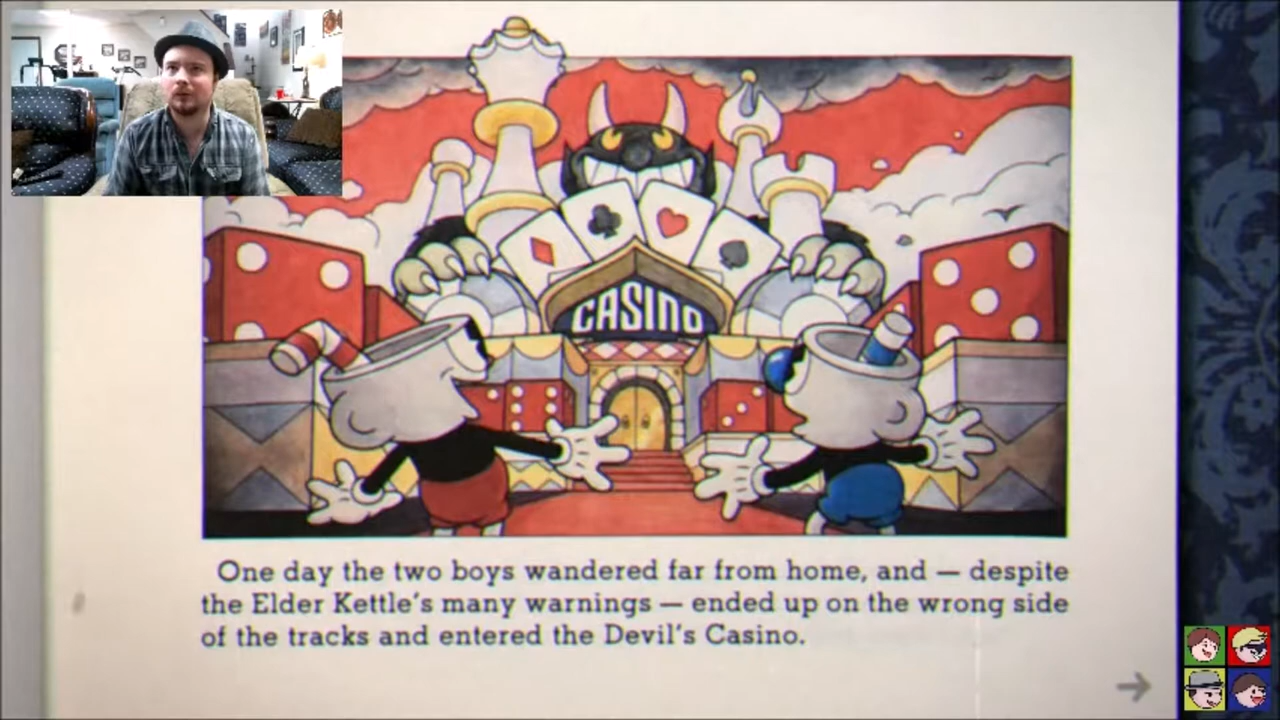 CASINO
One day the two boys wandered far from home, and — despite
the Elder Kettle's many warnings — ended up on the wrong side
of the tracks and entered the Devil's Casino.